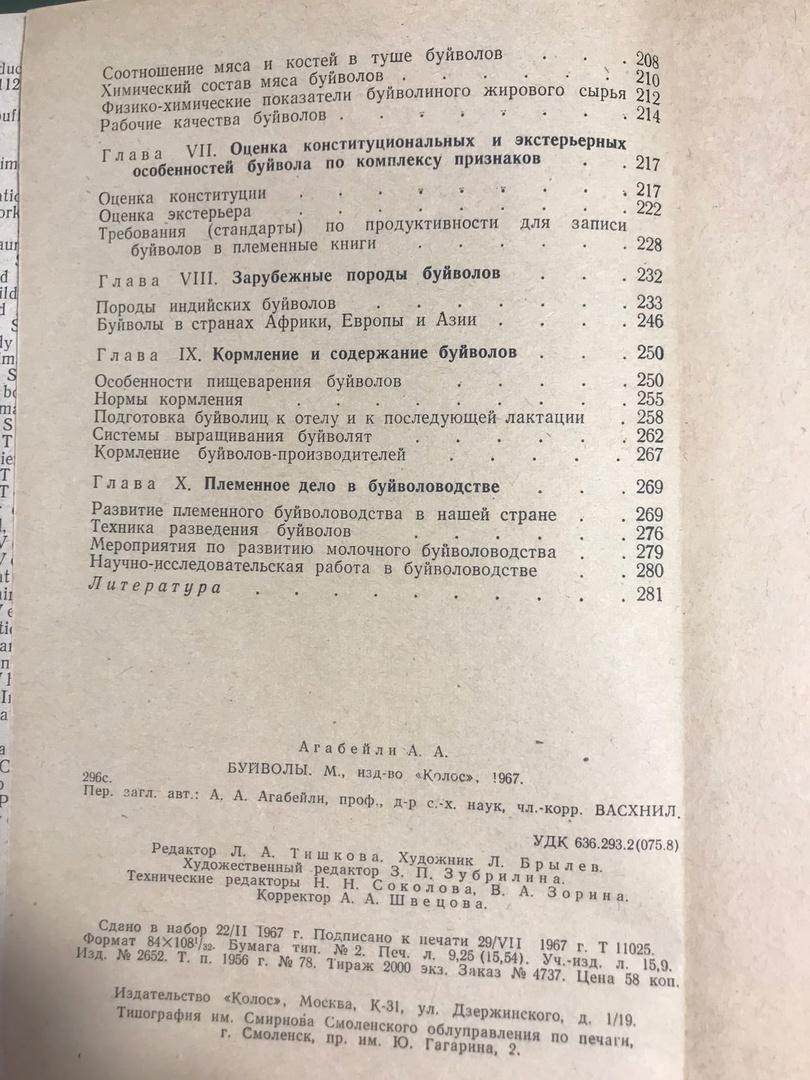 Соотношение мяса и костей в туше буйволов . . . 208
Химический состав мяса буйволов . . . . . . 210
Физико-химические показатели буйволиного жирового сырья 212
Рабочие качества буйволов . . . . . . . . 214
Глава VII. Оценка конституциональных и экстерьерных
особенностей буйвола по комплексу признаков . . 217
Оценка конституции . . . . . . . . . 217
Оценка экстерьера . . . . . . . . . 222
Требования (стандарты) по продуктивности для записи
буйволов в племенные книги . . . . . . 228
Глава VIII. Зарубежные породы буйволов . . . 232
Породы индийских буйволов . . . . . . . 233
Буйволы в странах Африки, Европы и Азии . . . . 246
Глава IX. Кормление и содержание буйволов . . . 250
Особенности пищеварения буйволов . . . . . 250
Нормы кормления . . . . . . . . . 255
Подготовка буйволиц к отелу и к последующей лактации . 258
Системы выращивания буйволят . . . . . . 262
Кормление буйволов-производителей . . . . . 267
Глава X. Племенное дело в буйволоводстве . . . 269
Развитие племенного буйволоводства в нашей стране . . 269
Техника разведения буйволов . . . . . . 276
Мероприятия по развитию молочного буйволоводства . . 279
Научно-исследовательская работа в буйволоводстве . . 280
Литература . . . . . . . . . . 281
Агабейли А. А.
БУЙВОЛЫ. М., изд-во «Колос», 1967.
296с.
Пер. загл. авт.: А. А. Агабейли, проф., д-р с.-х. наук, чл.-корр. ВАСХНИЛ.
УДК 636.293.2(075.8)
Редактор Л. А. Тишкова. Художник Л. Брылев.
Художественный редактор З. П. Зубрилина.
Технические редакторы Н. Н. Соколова, В. А. Зорина.
Корректор А. А. Швецова.
Сдано в набор 22/II 1967 г. Подписано к печати 29/VII 1967 г. Т 11025.
Формат 84×108¹/₃₂. Бумага тип. № 2. Печ. л. 9,25 (15,54). Уч.-изд. л. 15,9.
Изд. № 2652. Т. п. 1956 г. № 78. Тираж 2000 экз. Заказ № 4737. Цена 58 коп.
Издательство «Колос», Москва, К-31, ул. Дзержинского, д. 1/19.
Типография им. Смирнова Смоленского облуправления по печати,
г. Смоленск, пр. им. Ю. Гагарина, 2.